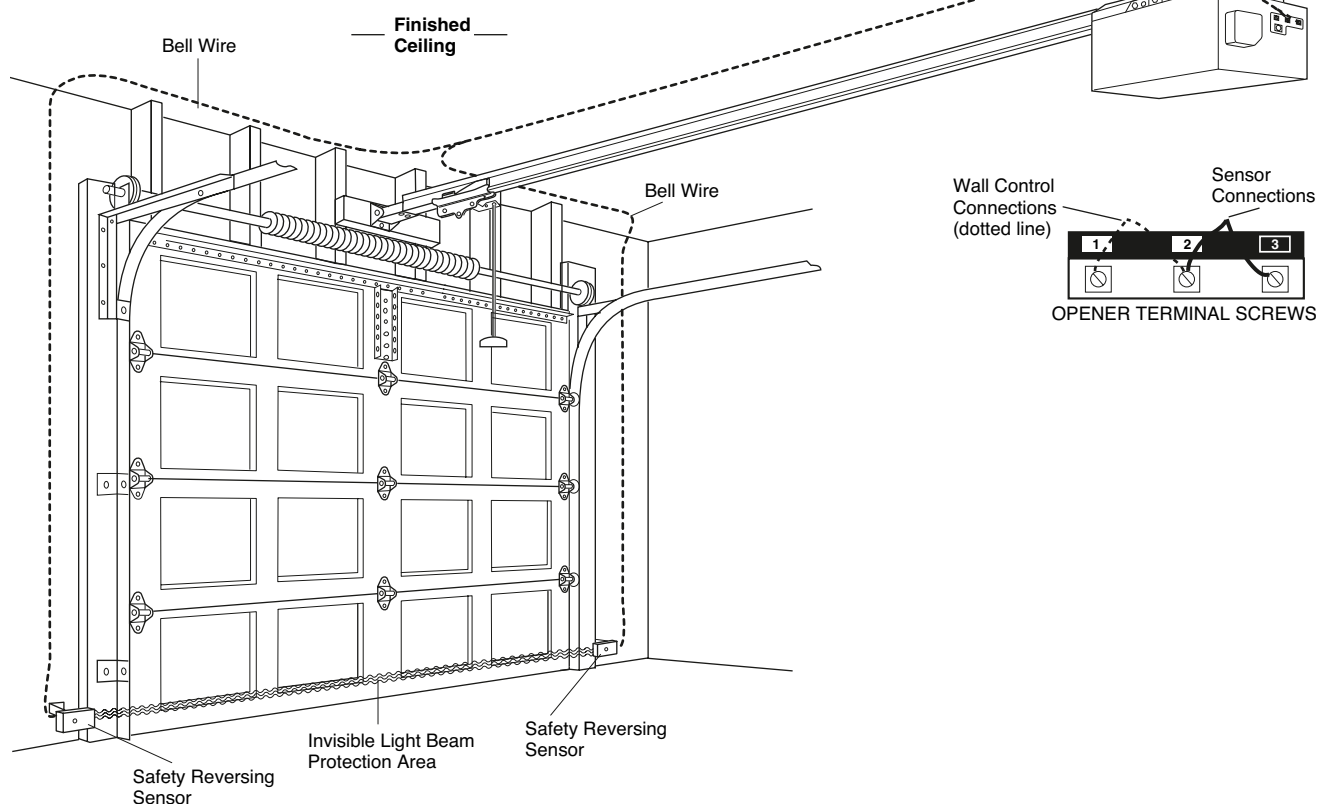 Finished
Ceiling
Bell Wire
Bell Wire
Wall Control
Connections
(dotted line)
Sensor
Connections
1 2 3
OPENER TERMINAL SCREWS
Invisible Light Beam
Protection Area
Safety Reversing
Sensor
Safety Reversing
Sensor